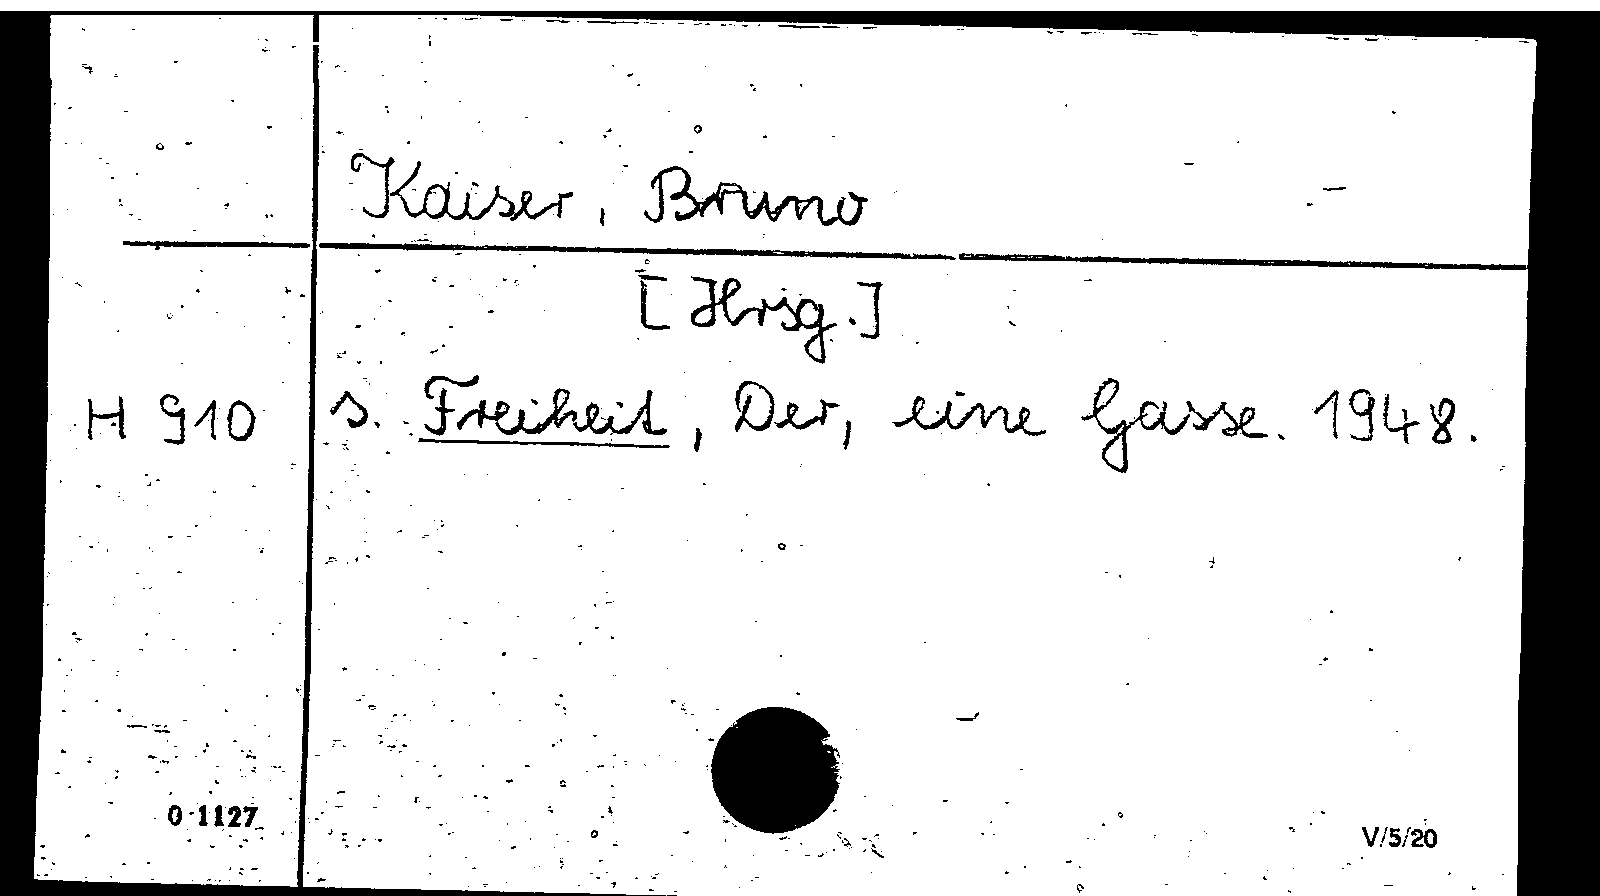 Kaiser, Bruno
[Hrsg.]
H 910 s. Freiheit, Der, eine Gasse. 1948.
0 1127
V/5/20